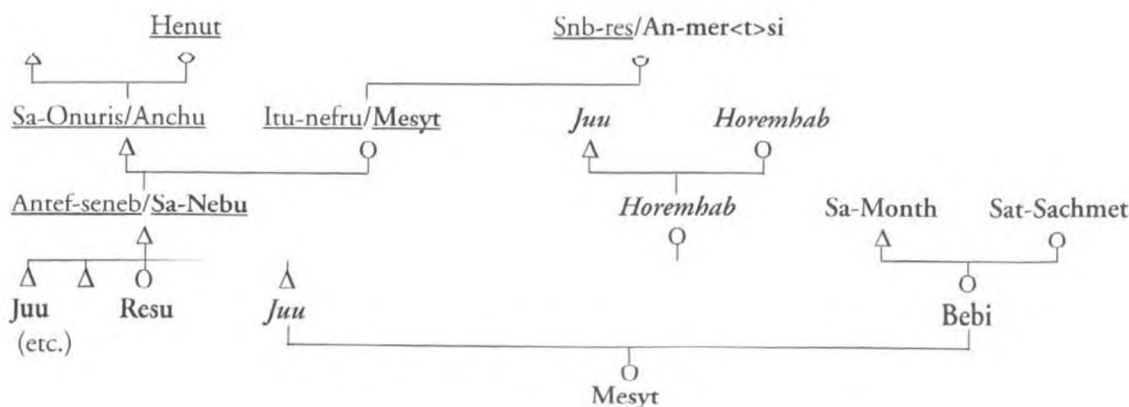 Henut Snb-res/An-mer<t>si
Sa-Onuris/Anchu Itu-nefru/Mesyt Juu Horemhab
Antef-seneb/Sa-Nebu Horemhab Sa-Month Sat-Sachmet
Juu Resu Juu Bebi
(etc.)
Mesyt